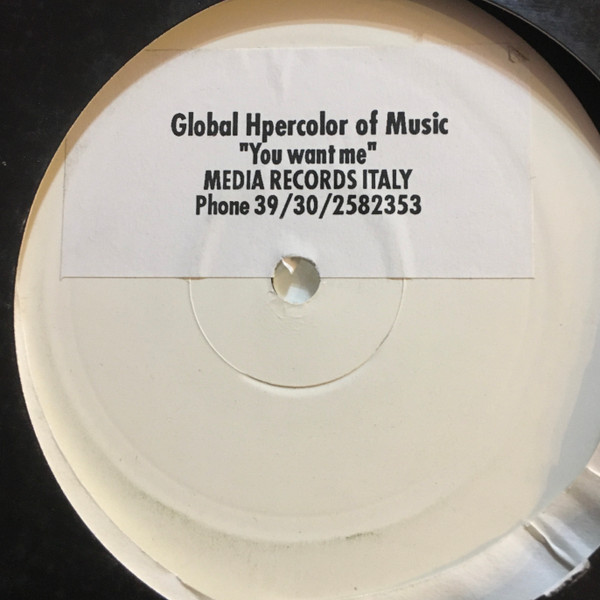 Global Hpercolor of Music
"You want me"
MEDIA RECORDS ITALY
Phone 39/30/2582353